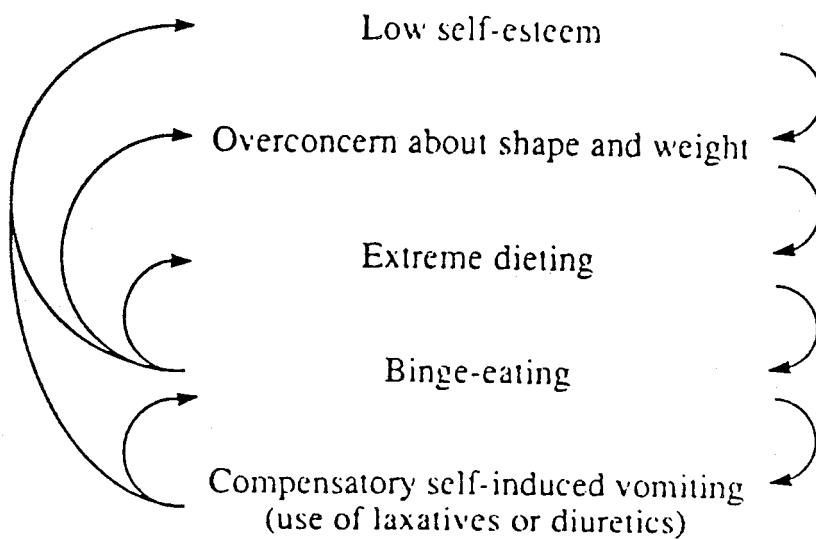 Low self-esteem
Overconcern about shape and weight
Extreme dieting
Binge-eating
Compensatory self-induced vomiting
(use of laxatives or diuretics)